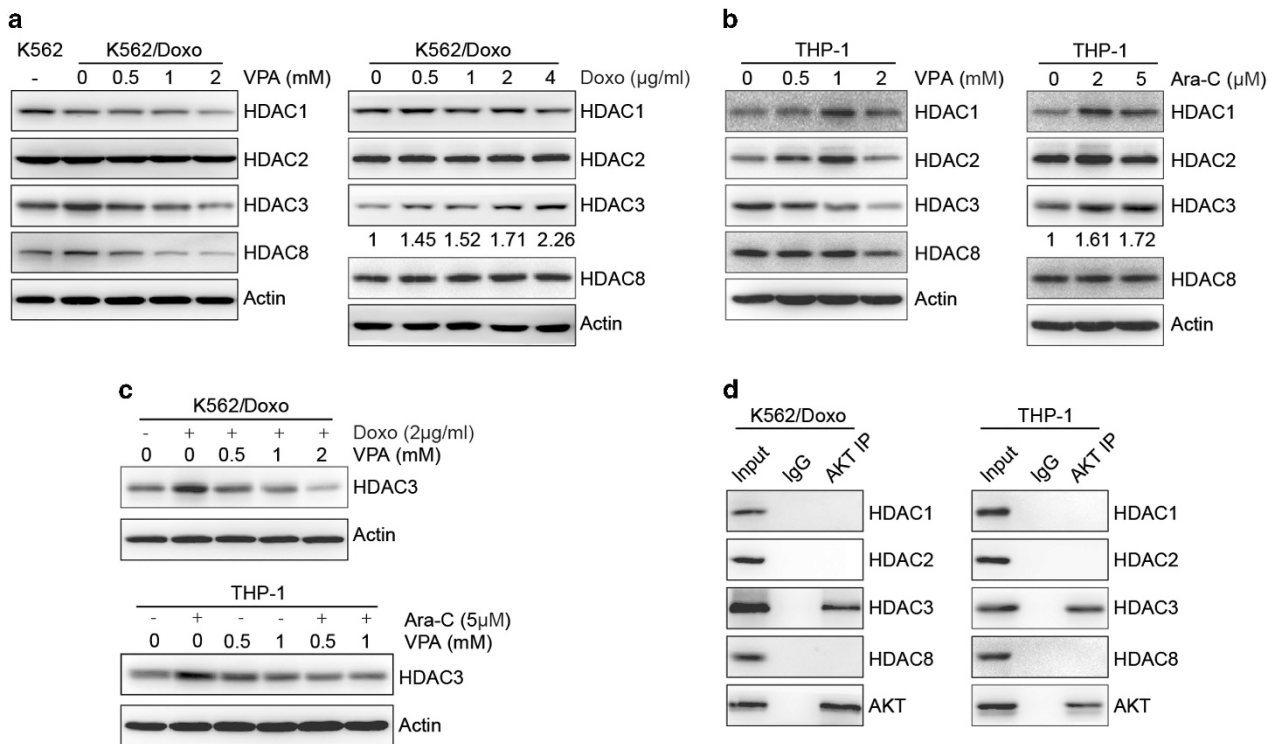 a
K562 K562/Doxo
- 0 0.5 1 2 VPA (mM)
HDAC1
HDAC2
HDAC3
HDAC8
Actin
K562/Doxo
0 0.5 1 2 4 Doxo (µg/ml)
HDAC1
HDAC2
HDAC3
1 1.45 1.52 1.71 2.26
HDAC8
Actin
b
THP-1
0 0.5 1 2 VPA (mM)
HDAC1
HDAC2
HDAC3
HDAC8
Actin
THP-1
0 2 5 Ara-C (µM)
HDAC1
HDAC2
HDAC3
1 1.61 1.72
HDAC8
Actin
c
K562/Doxo
- + + + + Doxo (2µg/ml)
0 0 0.5 1 2 VPA (mM)
HDAC3
Actin
THP-1
- + - - + + Ara-C (5µM)
0 0 0.5 1 0.5 1 VPA (mM)
HDAC3
Actin
d
K562/Doxo
Input IgG AKT IP
HDAC1
HDAC2
HDAC3
HDAC8
AKT
THP-1
Input IgG AKT IP
HDAC1
HDAC2
HDAC3
HDAC8
AKT